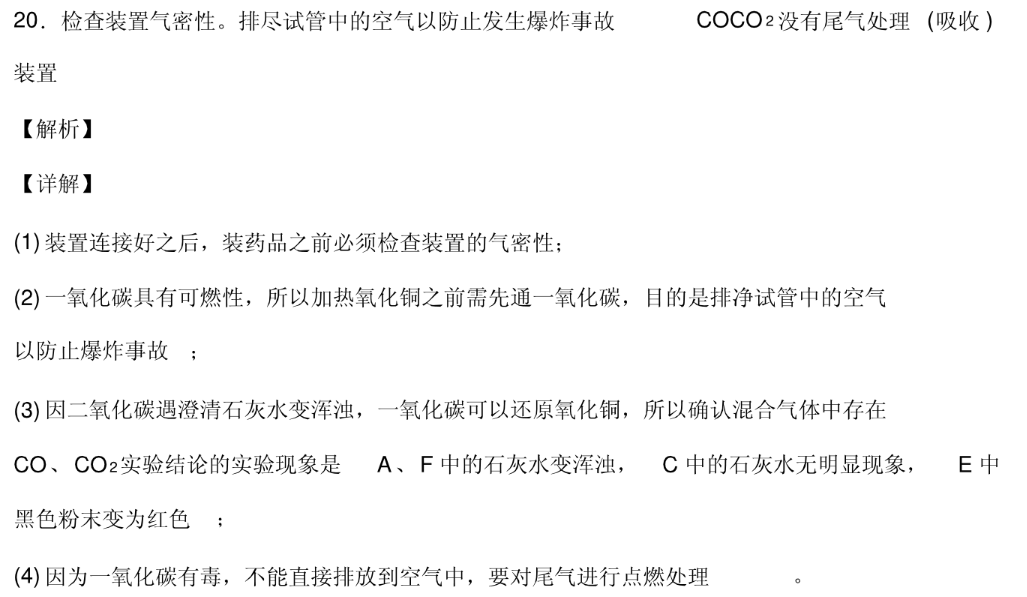 20．检查装置气密性。排尽试管中的空气以防止发生爆炸事故 COCO2没有尾气处理 (吸收 )
装置
【解析】
【详解】
(1) 装置连接好之后，装药品之前必须检查装置的气密性；
(2) 一氧化碳具有可燃性，所以加热氧化铜之前需先通一氧化碳，目的是排净试管中的空气
以防止爆炸事故 ；
(3) 因二氧化碳遇澄清石灰水变浑浊，一氧化碳可以还原氧化铜，所以确认混合气体中存在
CO、CO2实验结论的实验现象是 A、F 中的石灰水变浑浊， C 中的石灰水无明显现象， E 中
黑色粉末变为红色 ；
(4) 因为一氧化碳有毒，不能直接排放到空气中，要对尾气进行点燃处理 。